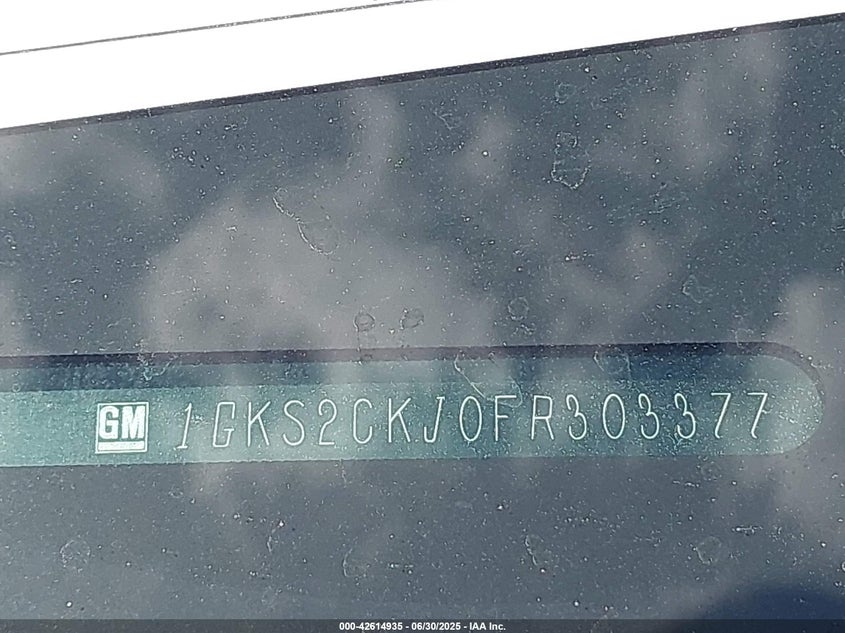 GM 1GKS2CKJ0FR303377
000-42614935 - 06/30/2025 - IAA Inc.